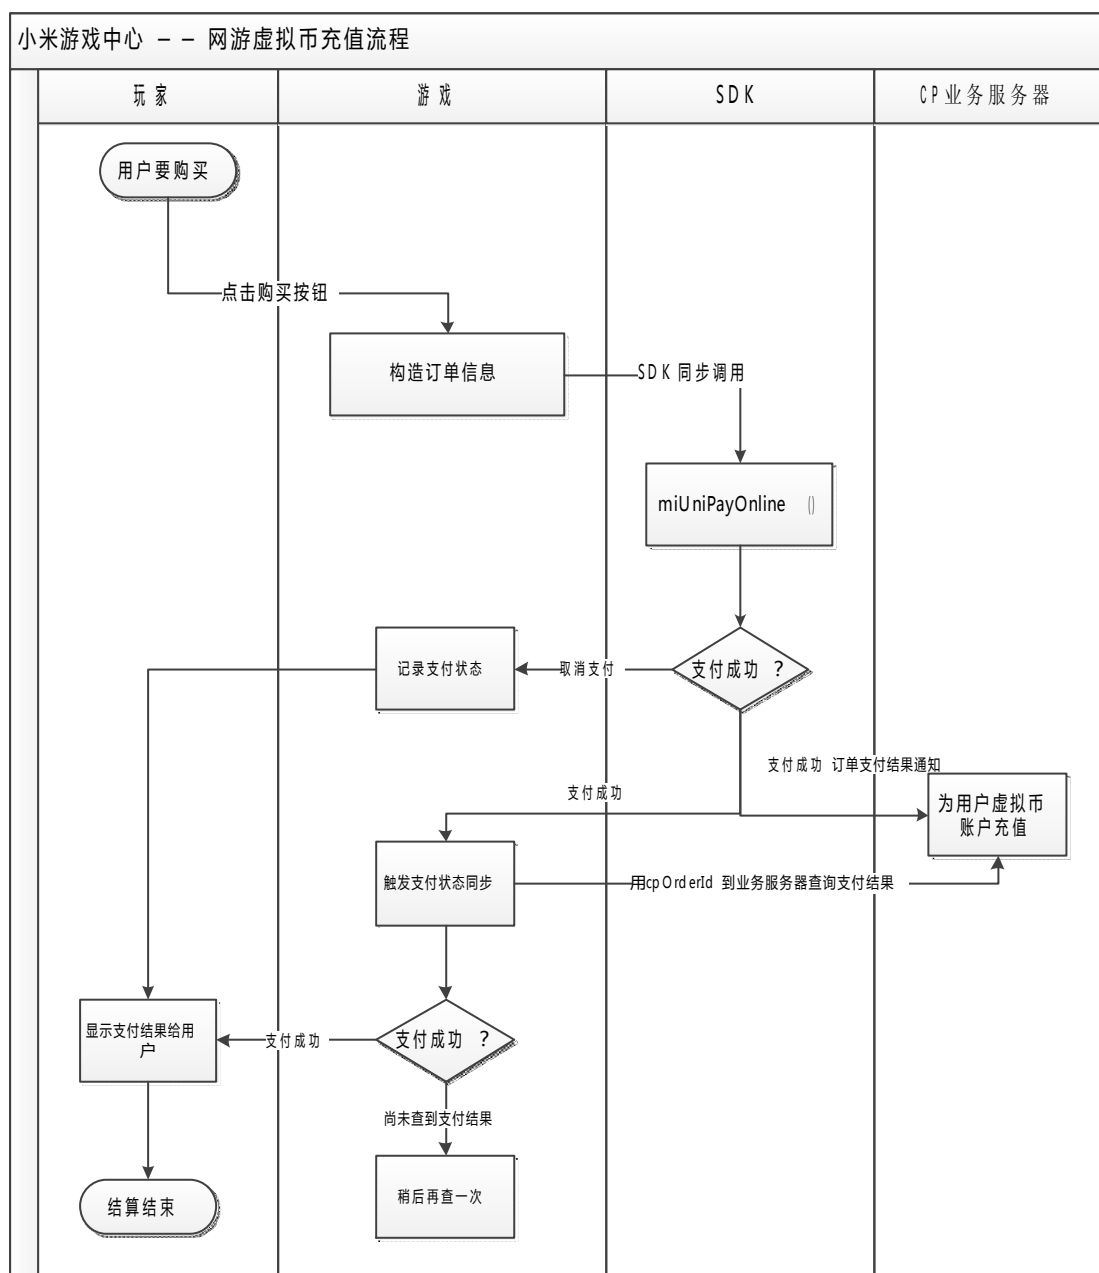 小米游戏中心 — — 网游虚拟币充值流程
玩 家
游 戏
SDK
CP业务服务器
用户要购买
点击购买按钮
构造订单信息
SDK 同步调用
miUniPayOnline ()
支付成功 ？
取消支付
记录支付状态
支付成功 订单支付结果通知
支付成功
为用户虚拟币
账户充值
触发支付状态同步
用cpOrderId 到业务服务器查询支付结果
显示支付结果给用
户
支付成功
支付成功 ？
尚未查到支付结果
稍后再查一次
结算结束